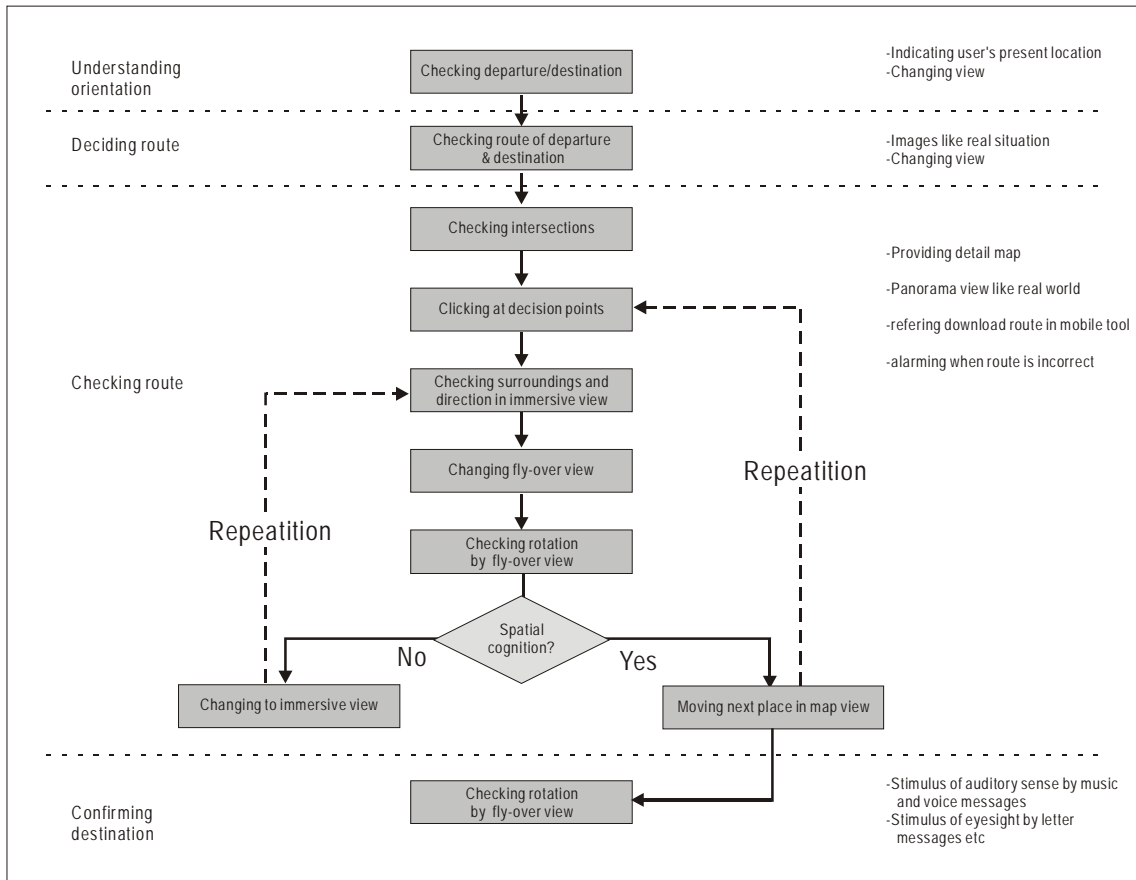 Understanding
orientation
Checking departure/destination
-Indicating user's present location
-Changing view
Deciding route
Checking route of departure
& destination
-Images like real situation
-Changing view
Checking intersections
-Providing detail map
Clicking at decision points
-Panorama view like real world
-refering download route in mobile tool
-alarming when route is incorrect
Checking route
Checking surroundings and
direction in immersive view
Changing fly-over view
Repeatition
Repeatition
Checking rotation
by fly-over view
Spatial
cognition?
No
Yes
Changing to immersive view
Moving next place in map view
Confirming
destination
Checking rotation
by fly-over view
-Stimulus of auditory sense by music
and voice messages
-Stimulus of eyesight by letter
messages etc